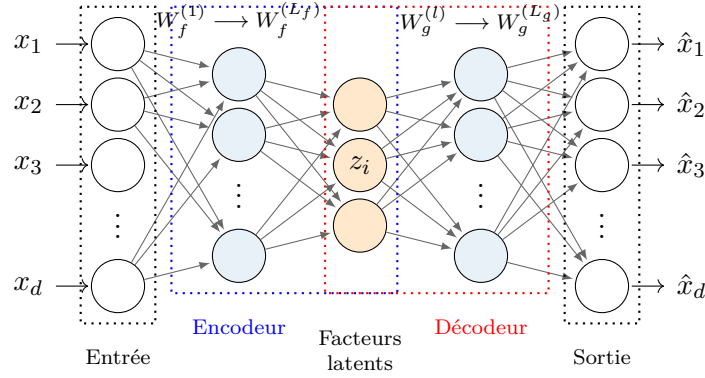 W_f^{(1)} → W_f^{(L_f)}
W_g^{(l)} → W_g^{(L_g)}
x_1
x̂_1
x_2
x̂_2
x_3
z_i
x̂_3
⋮
⋮
⋮
⋮
x_d
x̂_d
Encodeur
Décodeur
Entrée
Facteurs
latents
Sortie